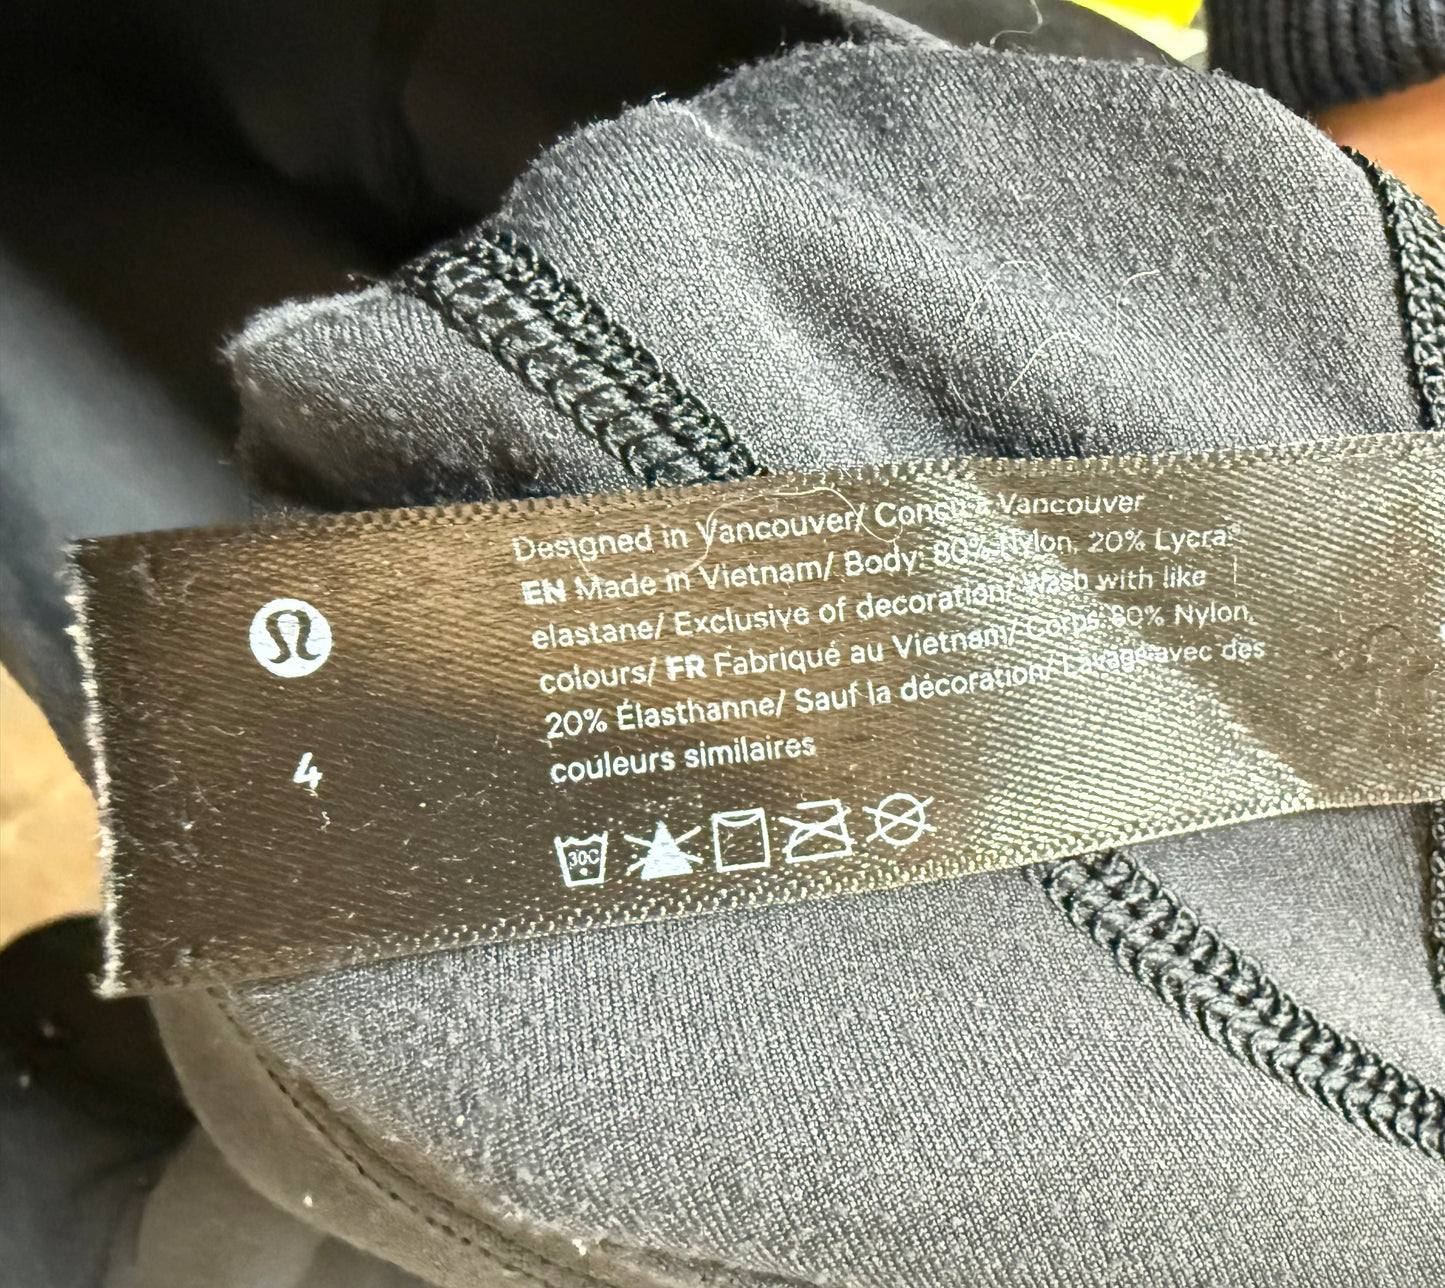 Designed in Vancouver/ Conçu à Vancouver
EN Made in Vietnam/ Body: 80% Nylon, 20% Lycra®
elastane/ Exclusive of decoration/ Wash with like
colours/ FR Fabriqué au Vietnam/ Corps: 80% Nylon,
20% Élasthanne/ Sauf la décoration/ Lavage avec des
couleurs similaires
4
30C